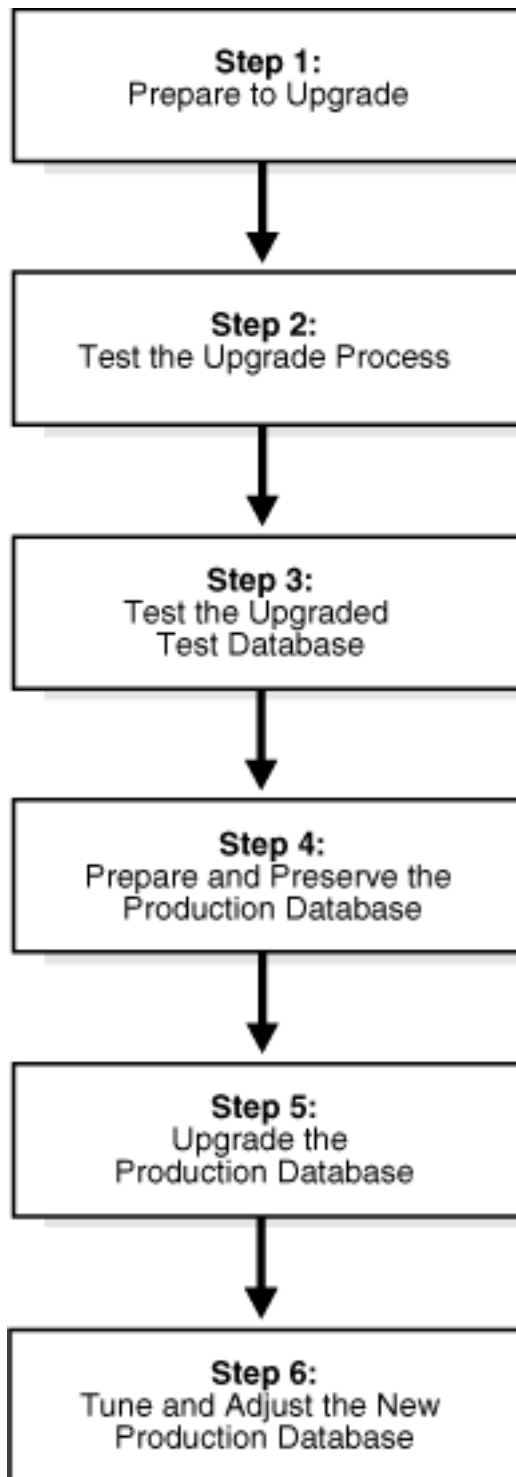 Step 1:
Prepare to Upgrade
Step 2:
Test the Upgrade Process
Step 3:
Test the Upgraded
Test Database
Step 4:
Prepare and Preserve the
Production Database
Step 5:
Upgrade the
Production Database
Step 6:
Tune and Adjust the New
Production Database